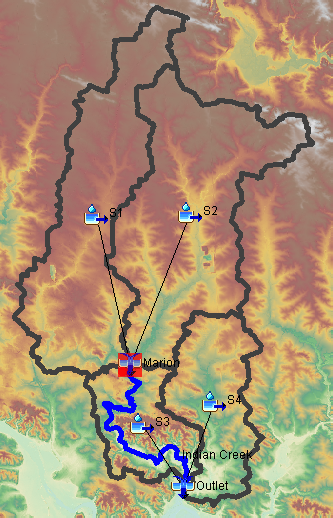 S1
S2
Marion
S4
S3
Indian Creek
Outlet